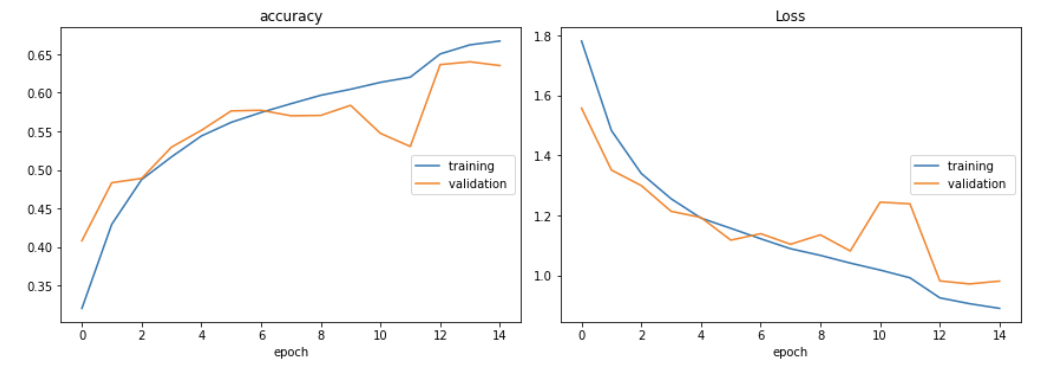 accuracy
0.65
0.60
0.55
0.50
0.45
0.40
0.35
training
validation
0 2 4 6 8 10 12 14
epoch
Loss
1.8
1.6
1.4
1.2
1.0
training
validation
0 2 4 6 8 10 12 14
epoch